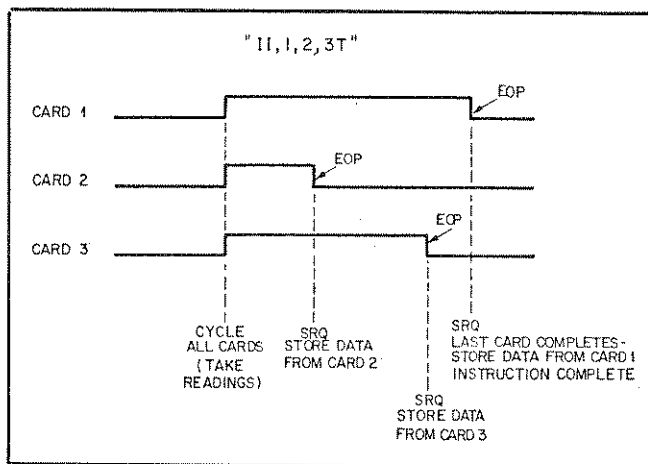 "II,1,2,3T"
CARD 1
EOP
CARD 2
EOP
CARD 3
EOP
CYCLE
ALL CARDS
(TAKE
READINGS)
SRQ
STORE DATA
FROM CARD 2
SRQ
STORE DATA
FROM CARD 3
SRQ
LAST CARD COMPLETES-
STORE DATA FROM CARD 1
INSTRUCTION COMPLETE